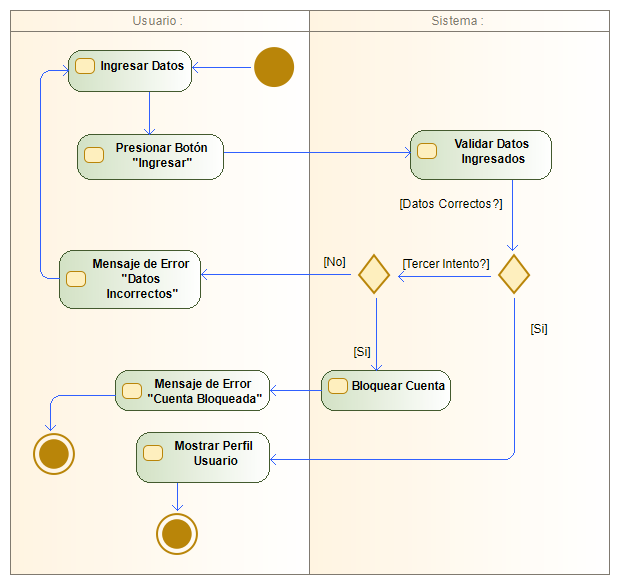 Usuario :
Sistema :
Ingresar Datos
Presionar Botón
"Ingresar"
Validar Datos
Ingresados
[Datos Correctos?]
[No]
[Tercer Intento?]
Mensaje de Error
"Datos
Incorrectos"
[Si]
[Si]
Mensaje de Error
"Cuenta Bloqueada"
Bloquear Cuenta
Mostrar Perfil
Usuario